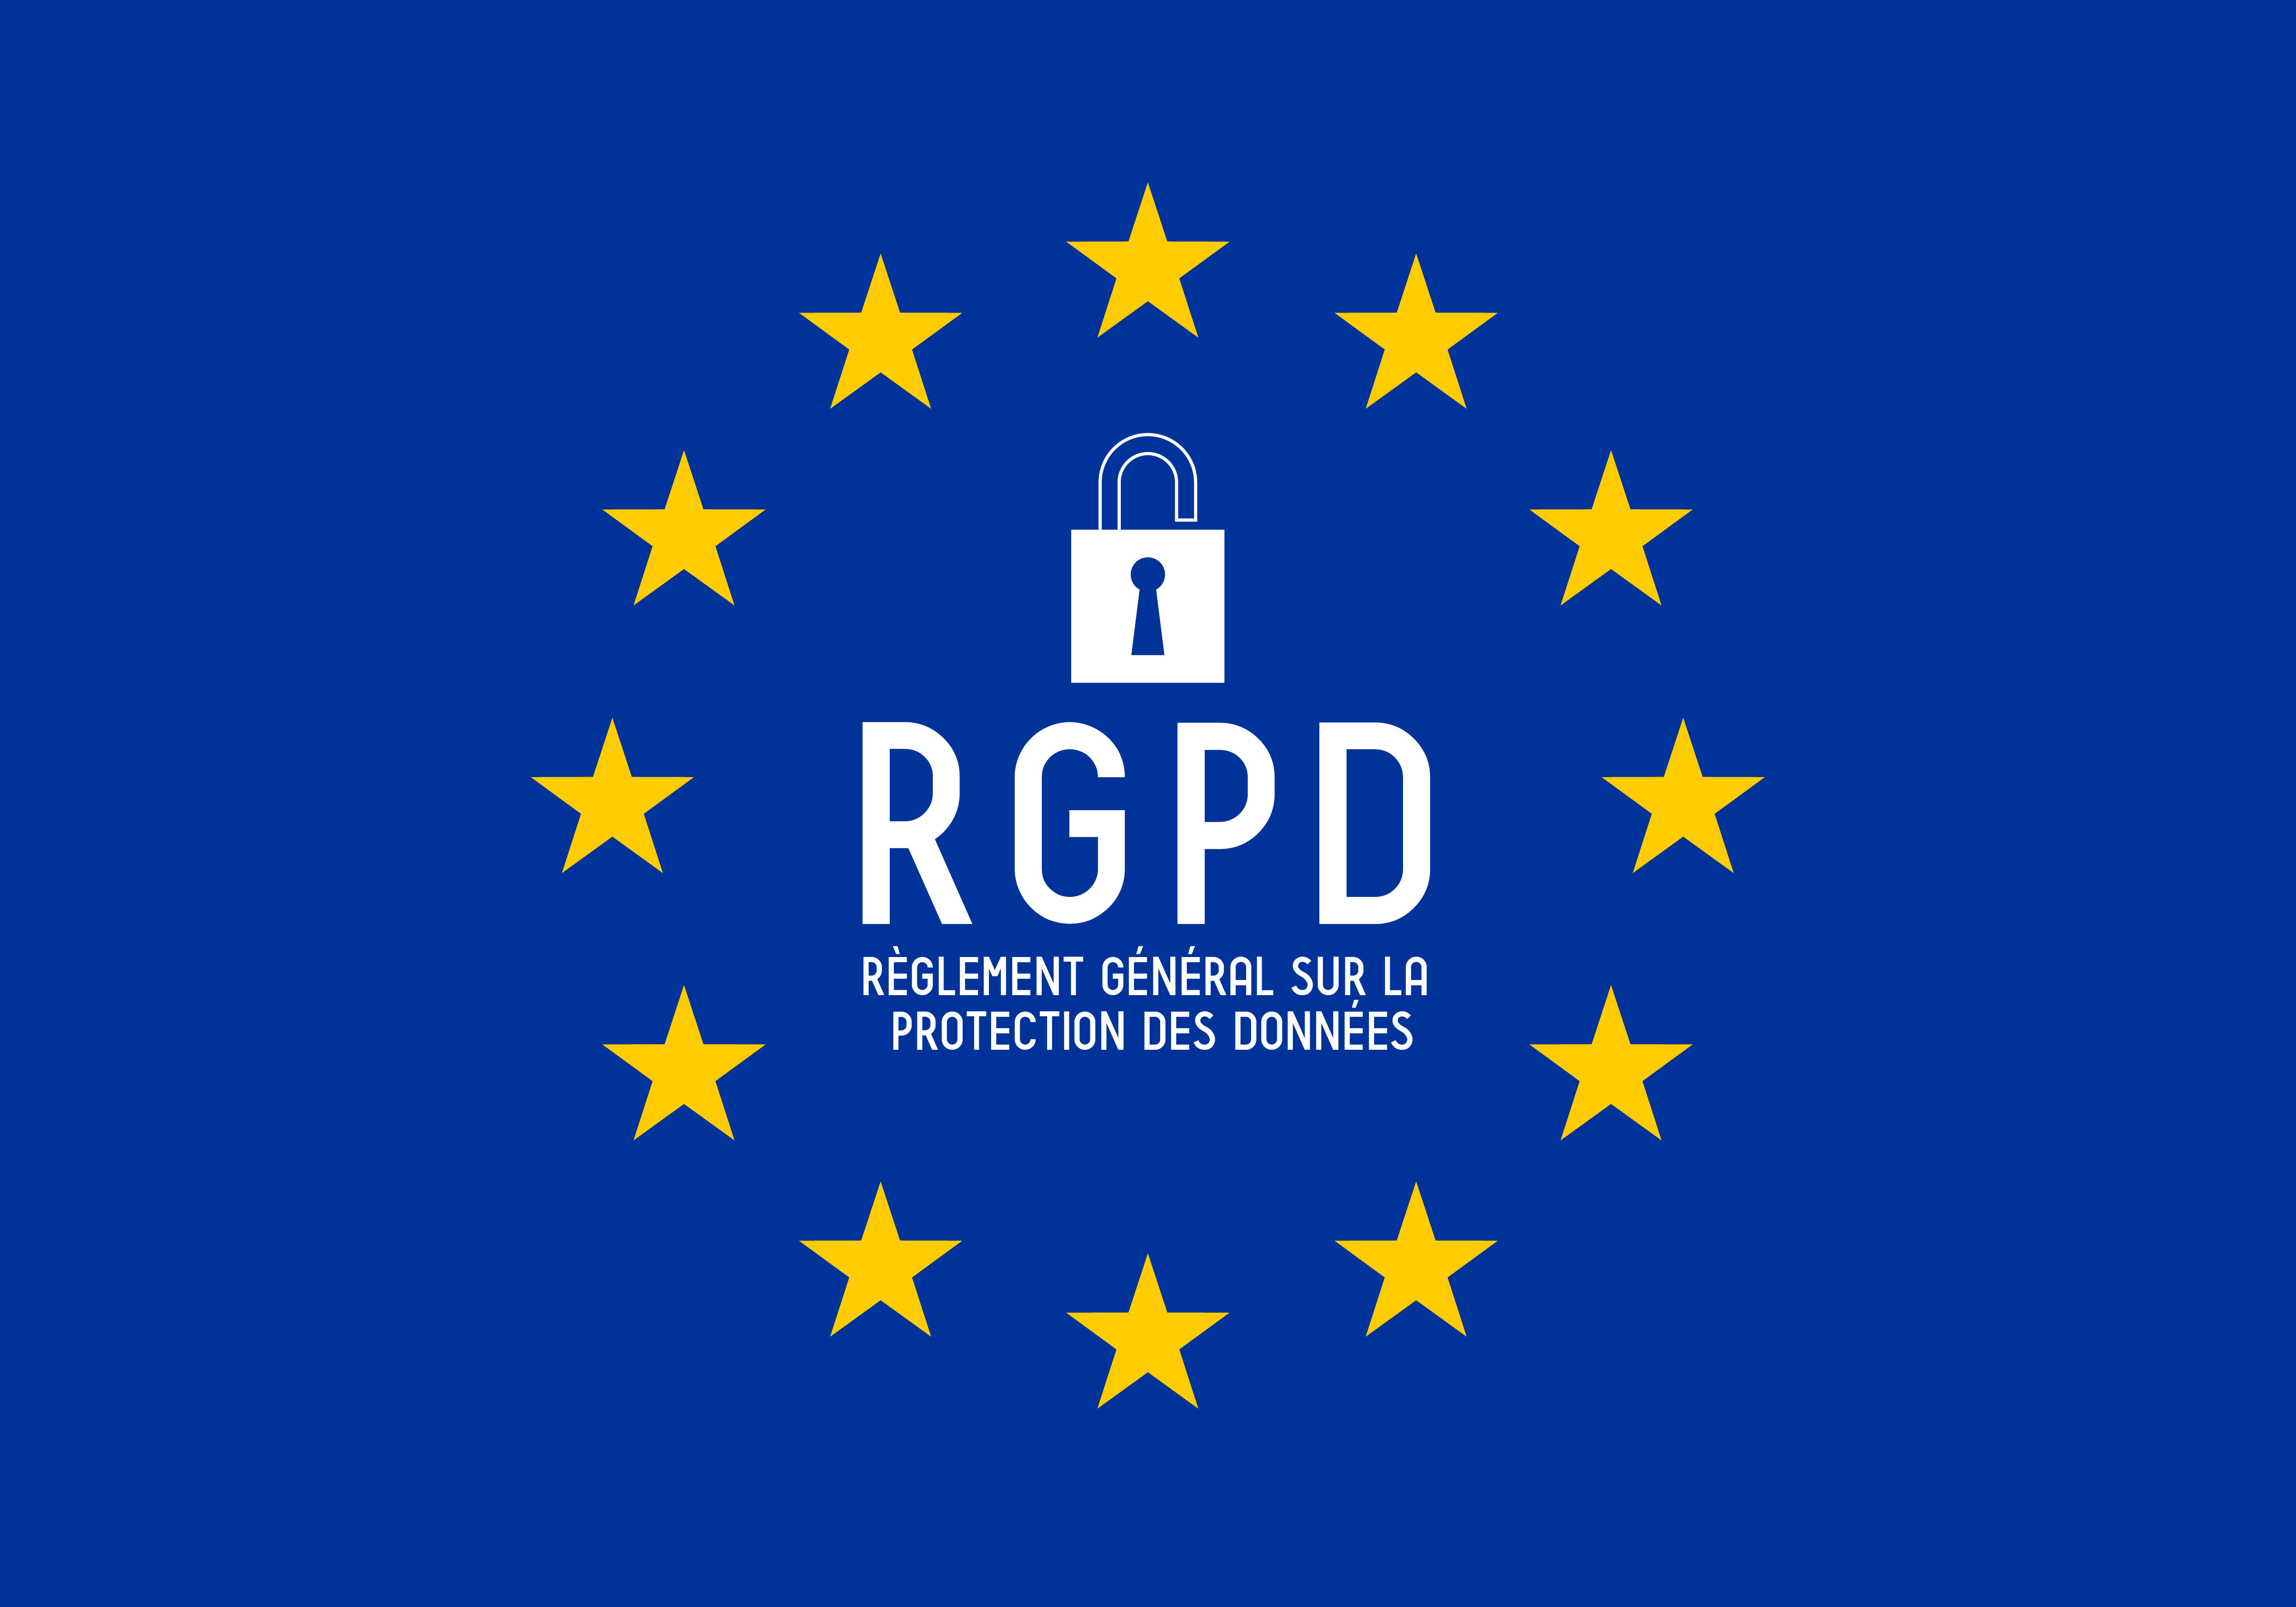 RGPD
RÈGLEMENT GÉNÉRAL SUR LA
PROTECTION DES DONNÉES